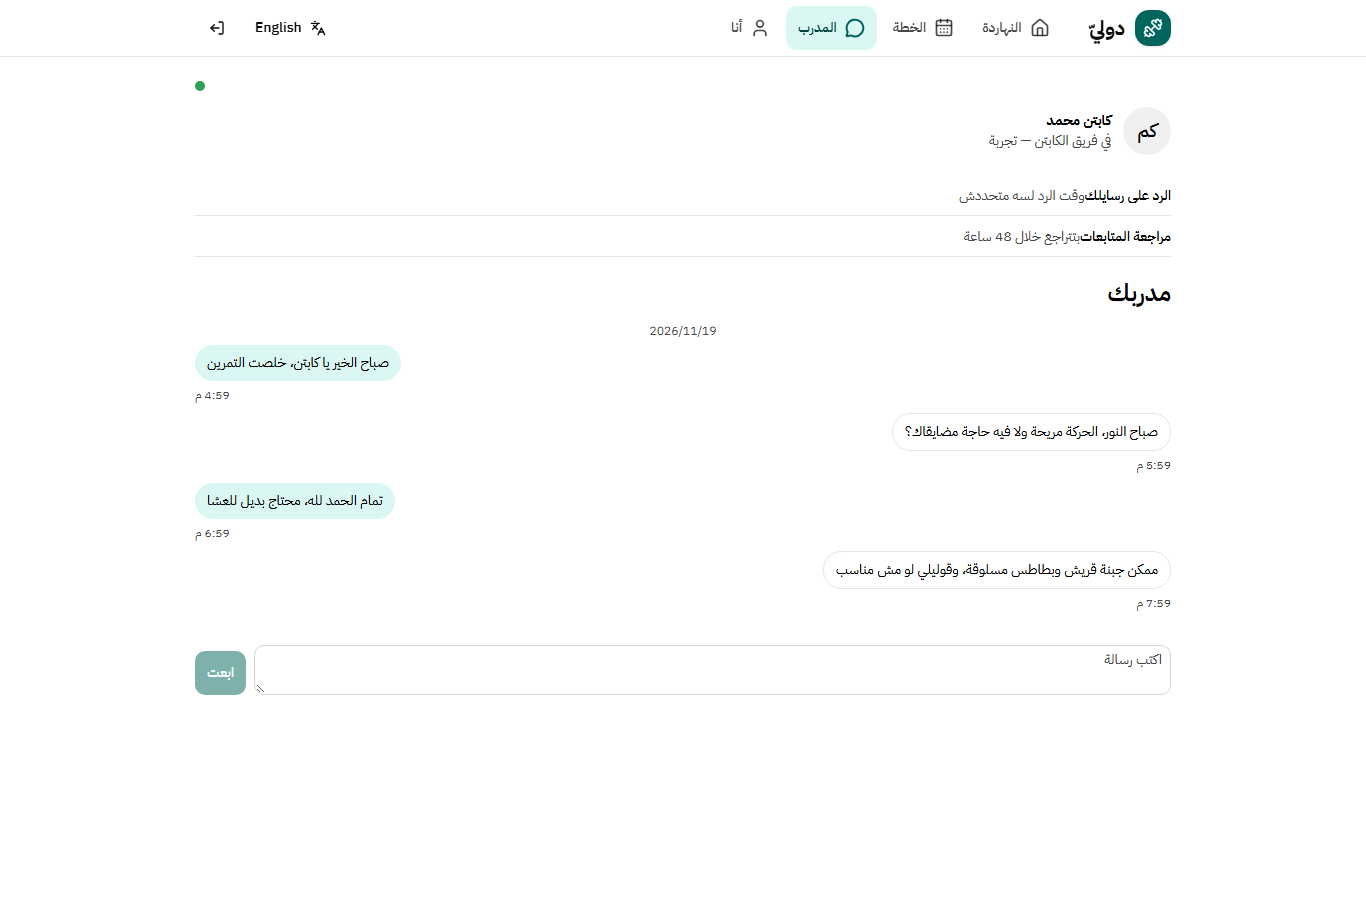 دوليّ
النهاردة
الخطة
المدرب
أنا
English
كابتن محمد
كم
في فريق الكابتن — تجربة
الرد على رسايلك وقت الرد لسه متحددش
مراجعة المتابعات بتتراجع خلال 48 ساعة
مدربك
2026/11/19
صباح الخير يا كابتن، خلصت التمرين
4:59 م
صباح النور، الحركة مريحة ولا فيه حاجة مضايقاك؟
5:59 م
تمام الحمد لله، محتاج بديل للعشا
6:59 م
ممكن جبنة قريش وبطاطس مسلوقة، وقوليلي لو مش مناسب
7:59 م
اكتب رسالة
ابعت